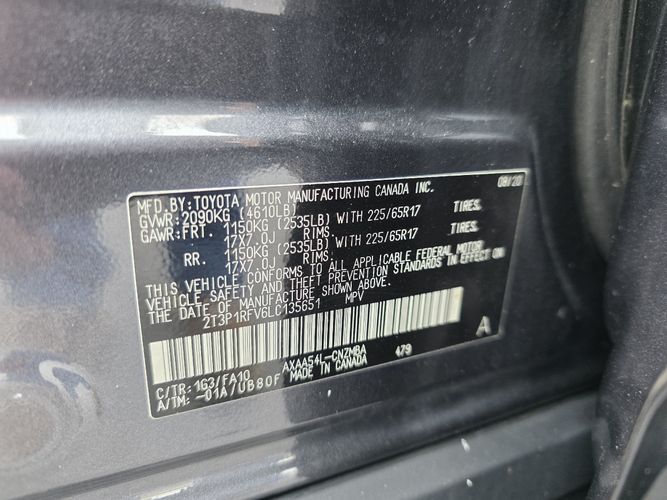 MFD.BY:TOYOTA MOTOR MANUFACTURING CANADA INC. 08/20
GVWR:2090KG (4610LB)
GAWR:FRT. 1150KG (2535LB) WITH 225/65R17 TIRES.
17X7.0J RIMS.
RR. 1150KG (2535LB) WITH 225/65R17 TIRES.
17X7.0J RIMS.
THIS VEHICLE CONFORMS TO ALL APPLICABLE FEDERAL MOTOR
VEHICLE SAFETY AND THEFT PREVENTION STANDARDS IN EFFECT ON
THE DATE OF MANUFACTURE SHOWN ABOVE.
2T3P1RFV6LC135651 MPV
A
C/TR:1G3/FA10 AXAA54L-CNZMBA 479
A/TM:-01A/UB80F MADE IN CANADA